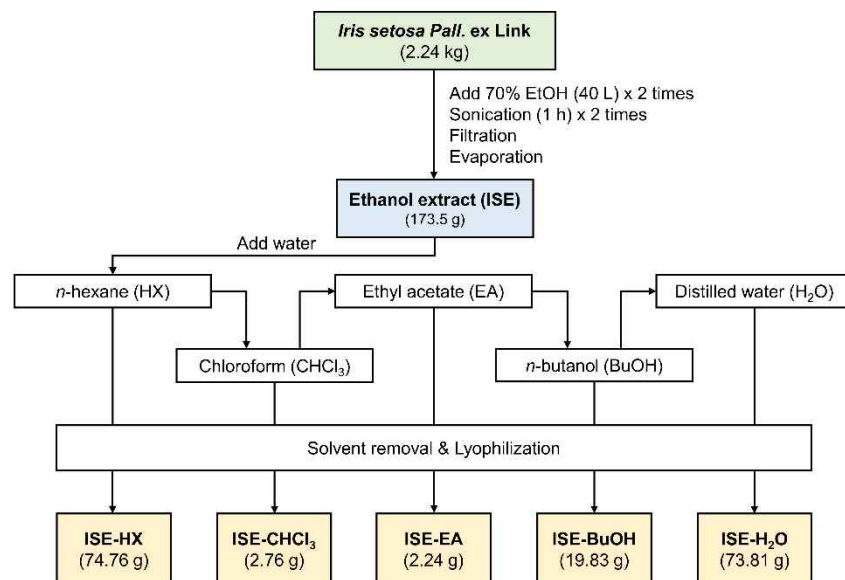 Iris setosa Pall. ex Link
(2.24 kg)
Add 70% EtOH (40 L) x 2 times
Sonication (1 h) x 2 times
Filtration
Evaporation
Ethanol extract (ISE)
(173.5 g)
Add water
n-hexane (HX)
Ethyl acetate (EA)
Distilled water (H₂O)
Chloroform (CHCl₃)
n-butanol (BuOH)
Solvent removal & Lyophilization
ISE-HX
(74.76 g)
ISE-CHCl₃
(2.76 g)
ISE-EA
(2.24 g)
ISE-BuOH
(19.83 g)
ISE-H₂O
(73.81 g)